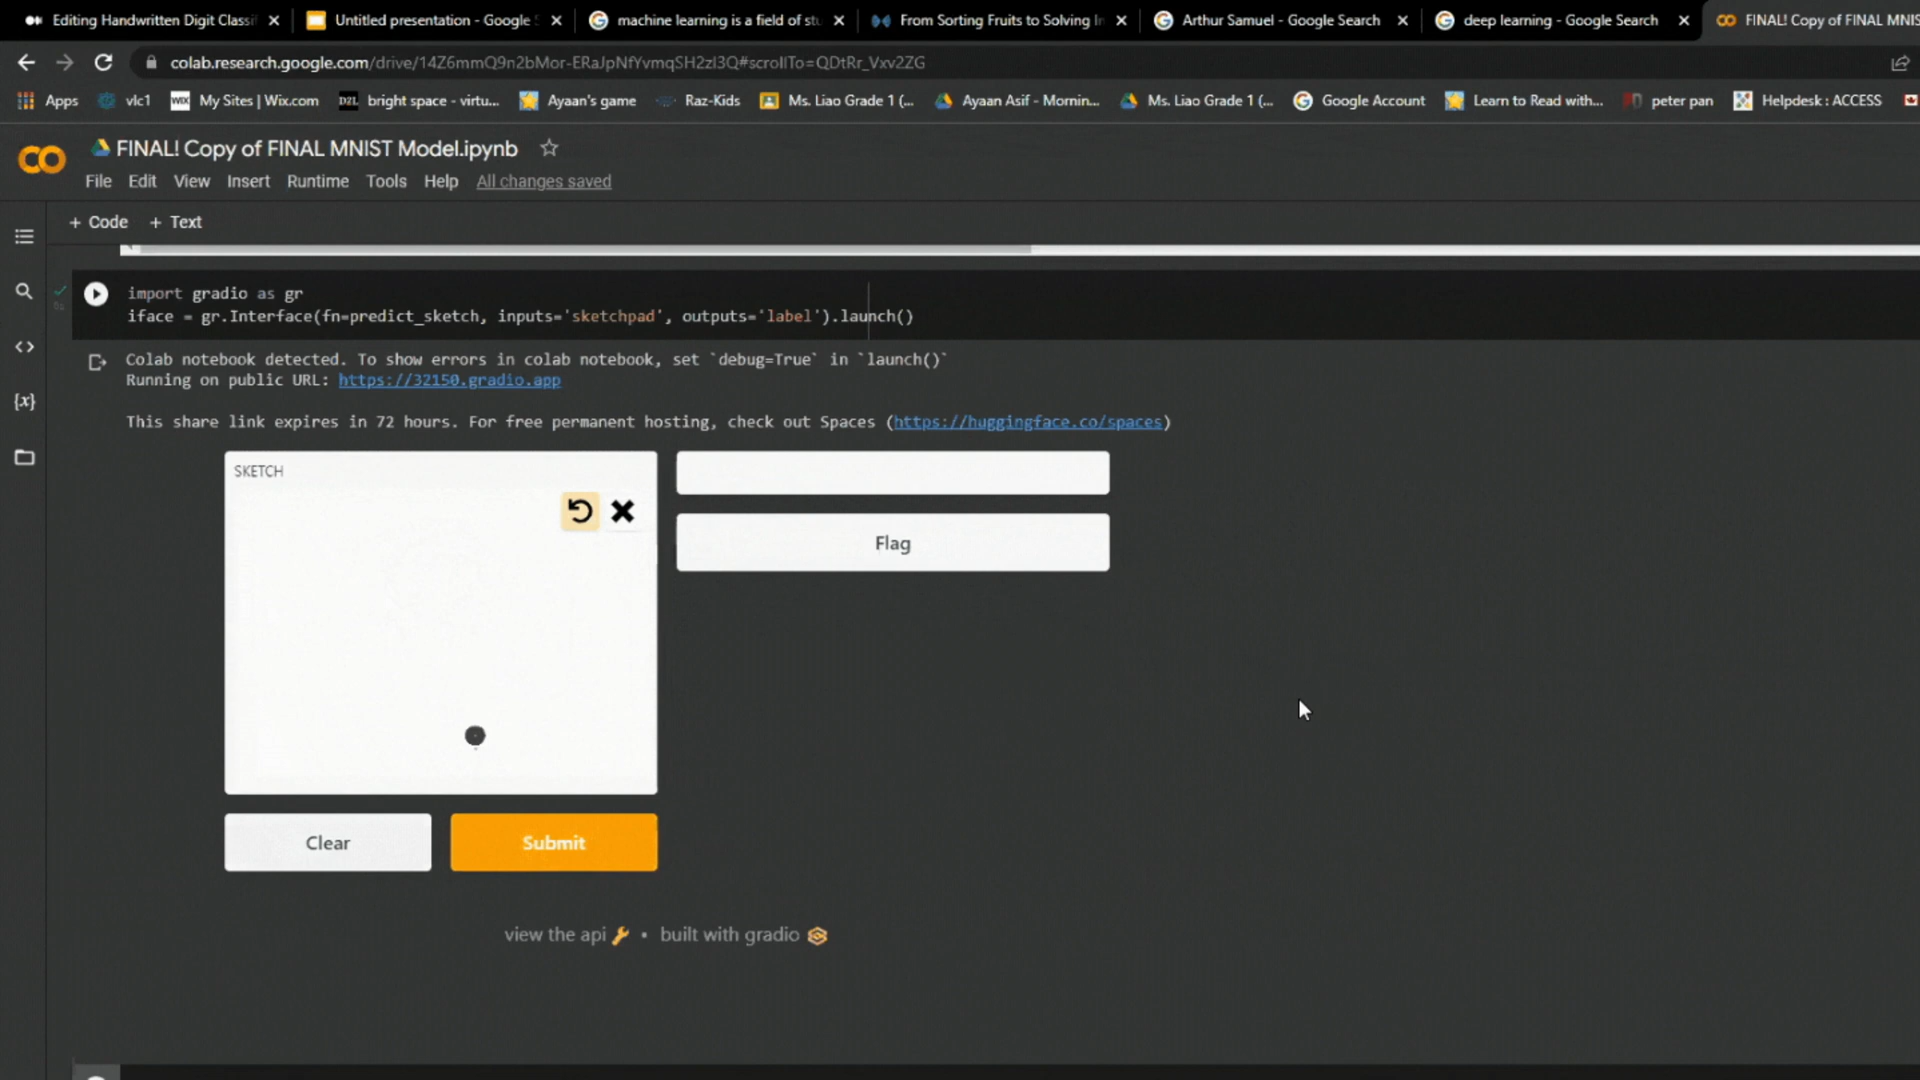 Editing Handwritten Digit Classif
Untitled presentation - Google S
machine learning is a field of stu
From Sorting Fruits to Solving In
Arthur Samuel - Google Search
deep learning - Google Search
FINAL! Copy of FINAL MNIS
colab.research.google.com/drive/14Z6mmQ9n2bMor-ERaJpNfYvmqSH2zl3Q#scrollTo=QDtRr_Vxv2ZG
Apps
vlc1
WIX
My Sites | Wix.com
D2L
bright space - virtu...
Ayaan's game
Raz-Kids
Ms. Liao Grade 1 (...
Ayaan Asif - Mornin...
Ms. Liao Grade 1 (...
Google Account
Learn to Read with...
peter pan
Helpdesk : ACCESS
CO
FINAL! Copy of FINAL MNIST Model.ipynb
File Edit View Insert Runtime Tools Help All changes saved
+ Code + Text
import gradio as gr
iface = gr.Interface(fn=predict_sketch, inputs='sketchpad', outputs='label').launch()
Colab notebook detected. To show errors in colab notebook, set `debug=True` in `launch()`
Running on public URL: https://32150.gradio.app
This share link expires in 72 hours. For free permanent hosting, check out Spaces (https://huggingface.co/spaces)
SKETCH
Flag
Clear
Submit
view the api • built with gradio